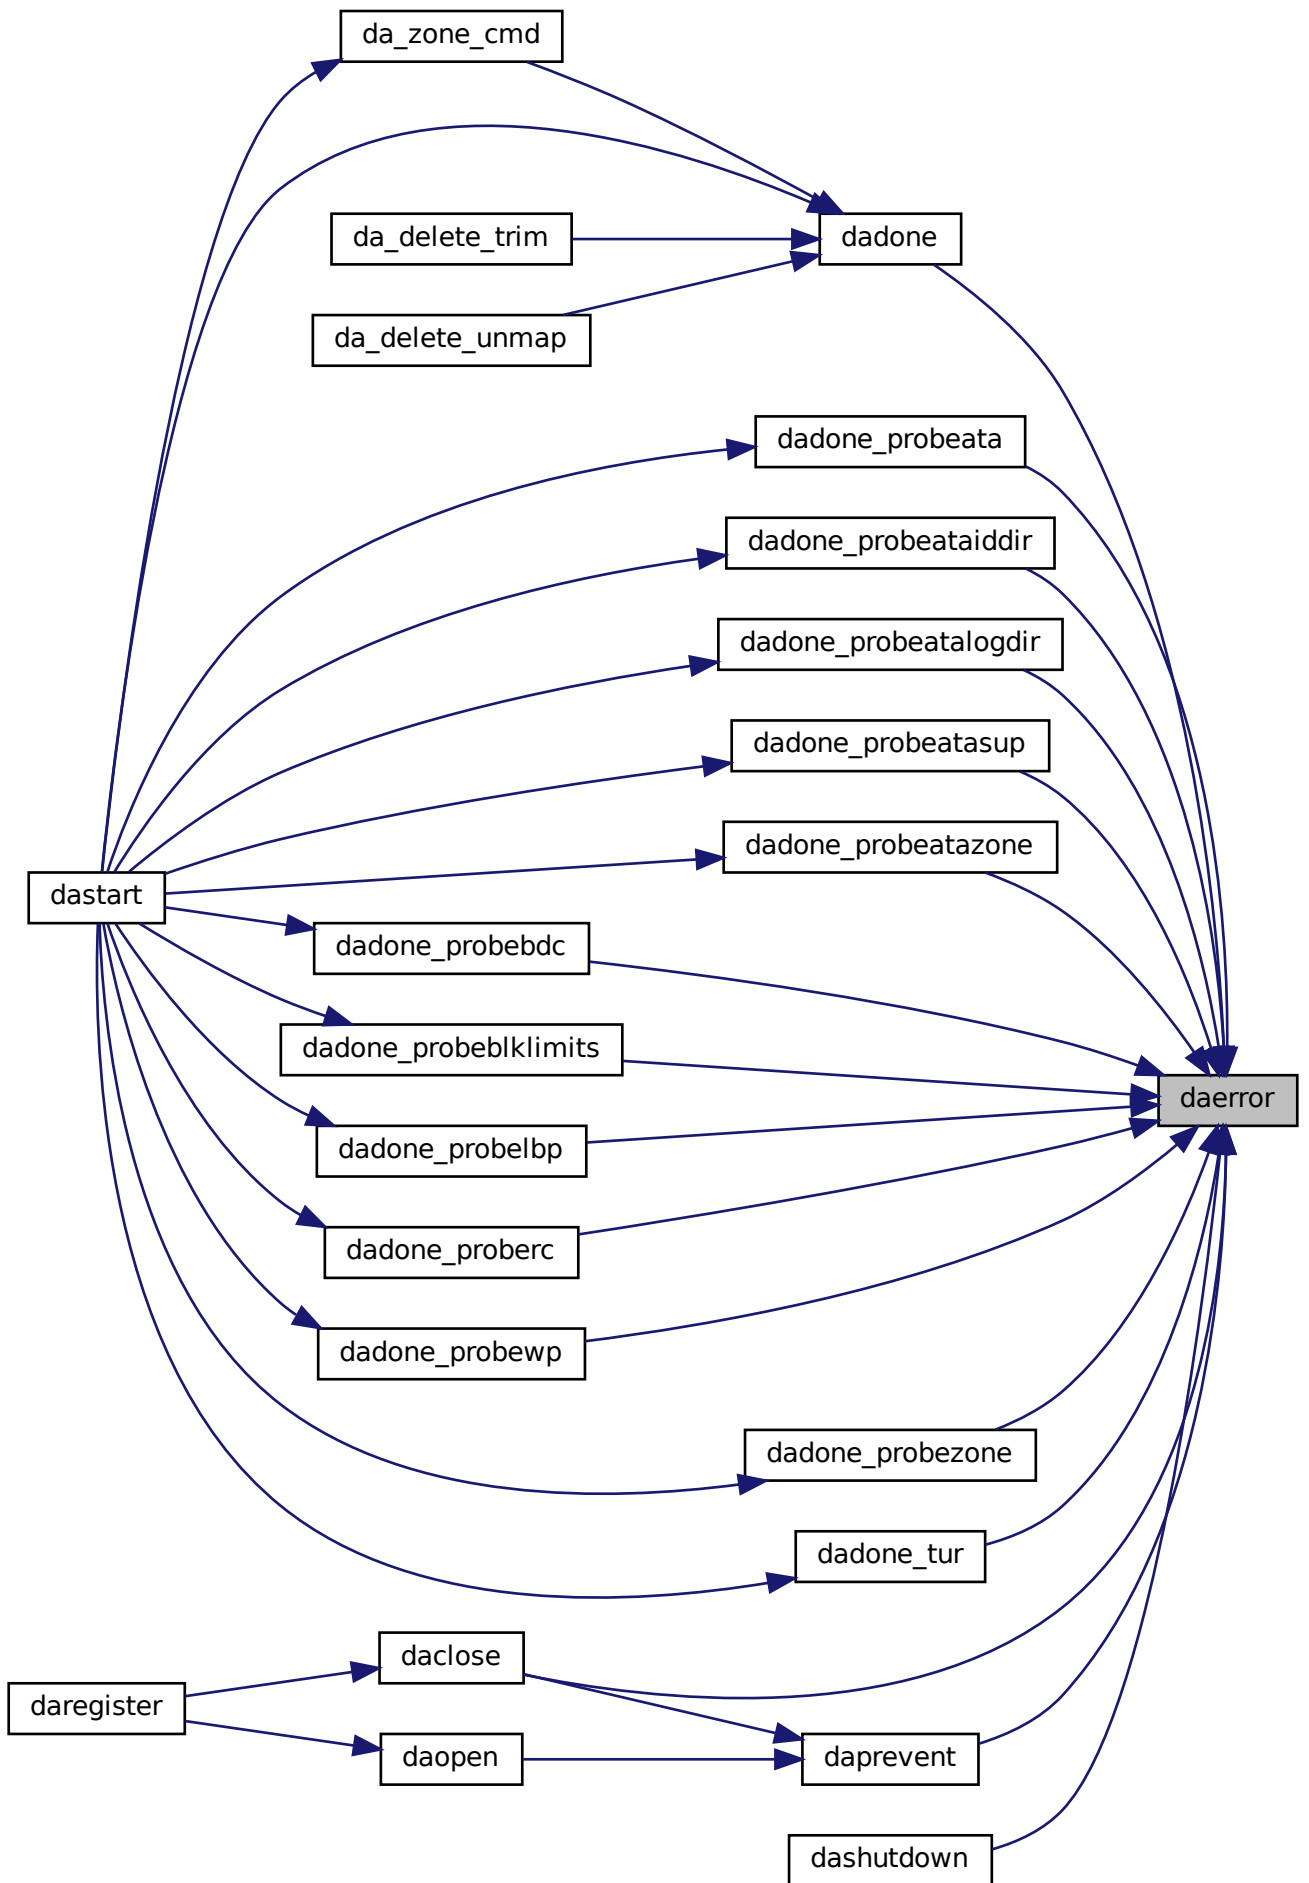 da_zone_cmd
dadone
da_delete_trim
da_delete_unmap
dadone_probeata
dadone_probeataiddir
dadone_probeatalogdir
dadone_probeatasup
dadone_probeatazone
dastart
dadone_probebdc
dadone_probeblklimits
daerror
dadone_probelbp
dadone_proberc
dadone_probewp
dadone_probezone
dadone_tur
daclose
daregister
daopen
daprevent
dashutdown